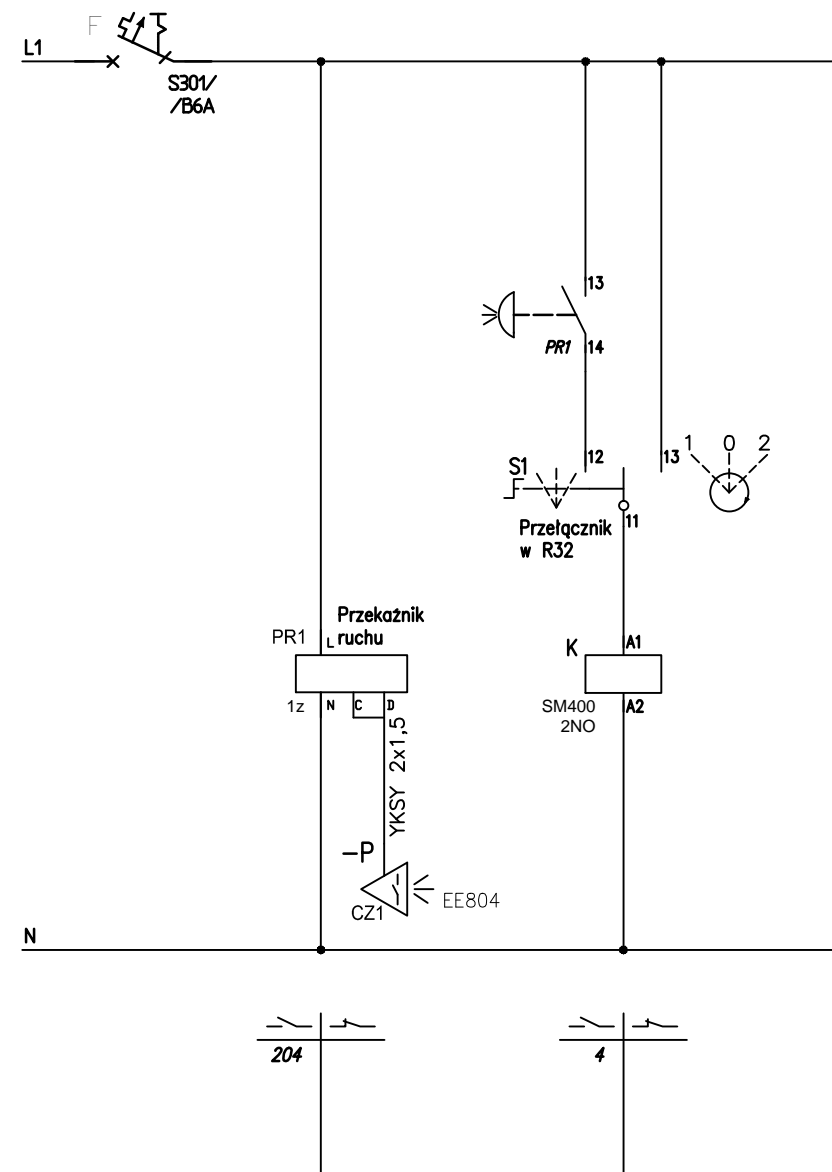 F
L1
S301/
/B6A
13
PR1
14
12
13
1 0 2
S1
11
Przełącznik
w R32
Przekaźnik
ruchu
PR1
L
K
A1
1z
N
C
D
SM400
2NO
A2
YKSY 2x1,5
–P
CZ1
EE804
N
204
4